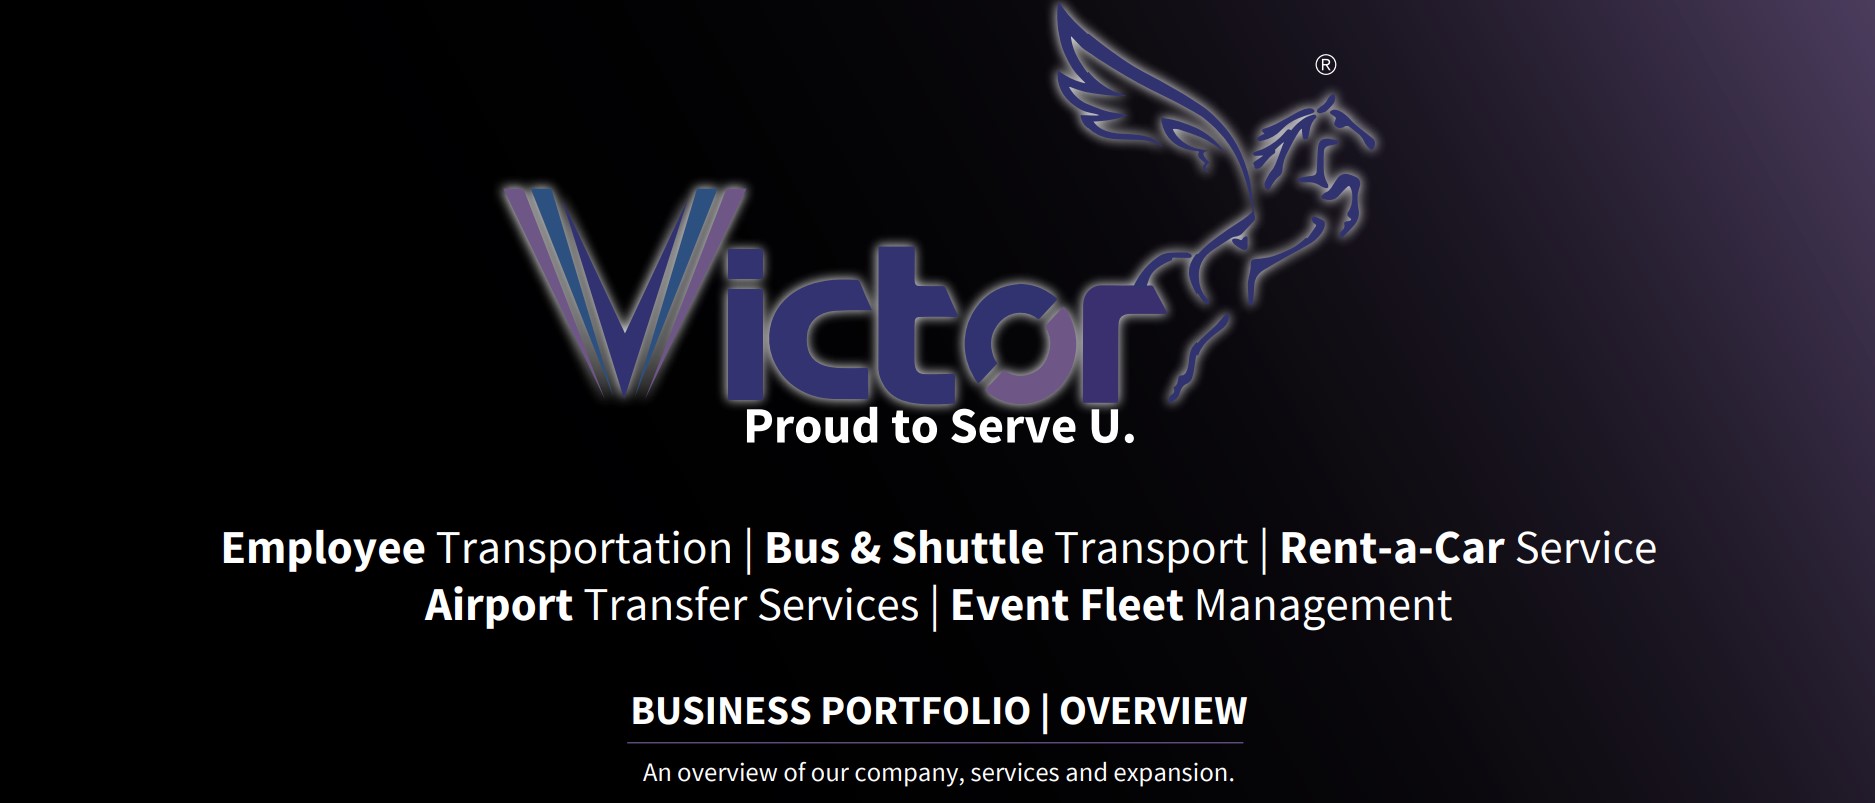 ®
Victor
Proud to Serve U.
Employee Transportation | Bus & Shuttle Transport | Rent-a-Car Service
Airport Transfer Services | Event Fleet Management
BUSINESS PORTFOLIO | OVERVIEW
An overview of our company, services and expansion.